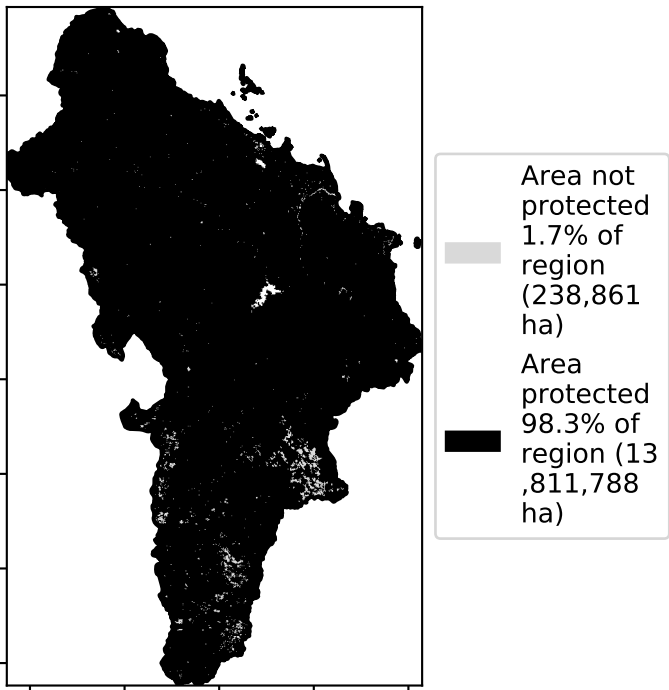 Area not
protected
1.7% of
region
(238,861
ha)
Area
protected
98.3% of
region (13
,811,788
ha)